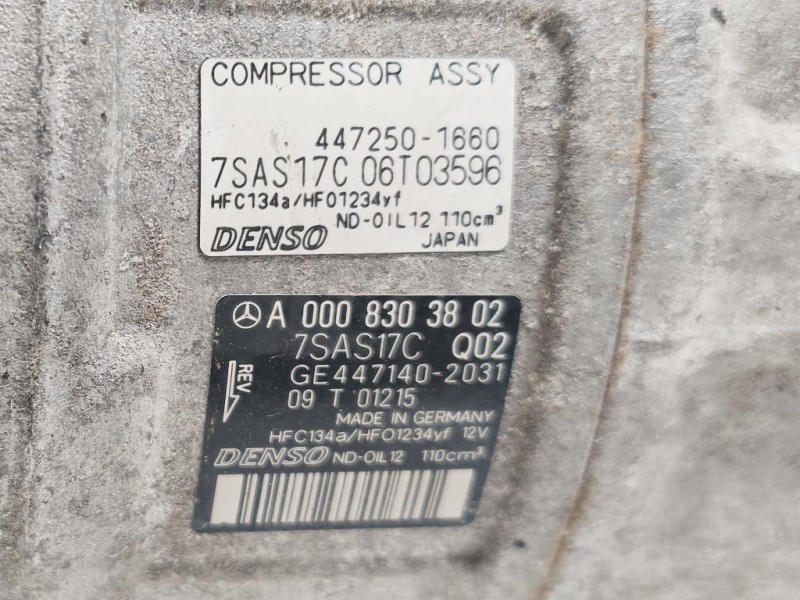 COMPRESSOR ASSY
447250-1660
7SAS17C 06T03596
HFC134a/HFO1234yf
ND-OIL12 110cm³
DENSO JAPAN
A 000 830 38 02
7SAS17C Q02
GE447140-2031
REV
09 T 01215
MADE IN GERMANY
HFC134a/HFO1234yf 12V
DENSO ND-OIL12 110cm³